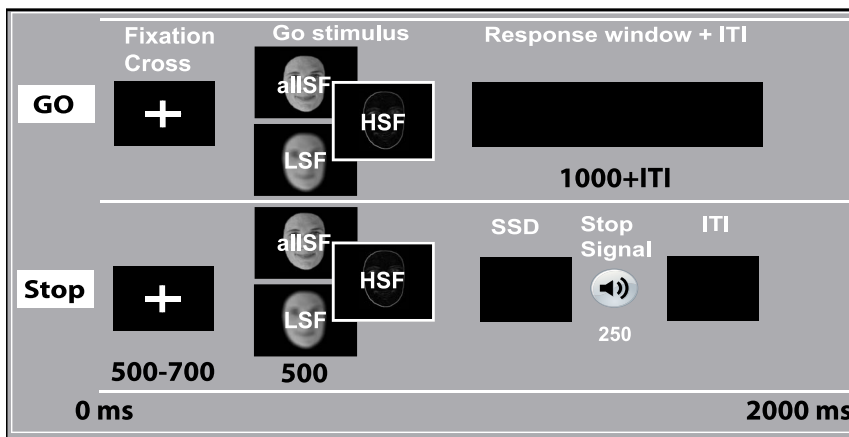 Fixation
Cross
Go stimulus
Response window + ITI
GO
allSF
HSF
LSF
1000+ITI
SSD
Stop
Signal
ITI
Stop
allSF
HSF
LSF
250
500-700
500
0 ms
2000 ms